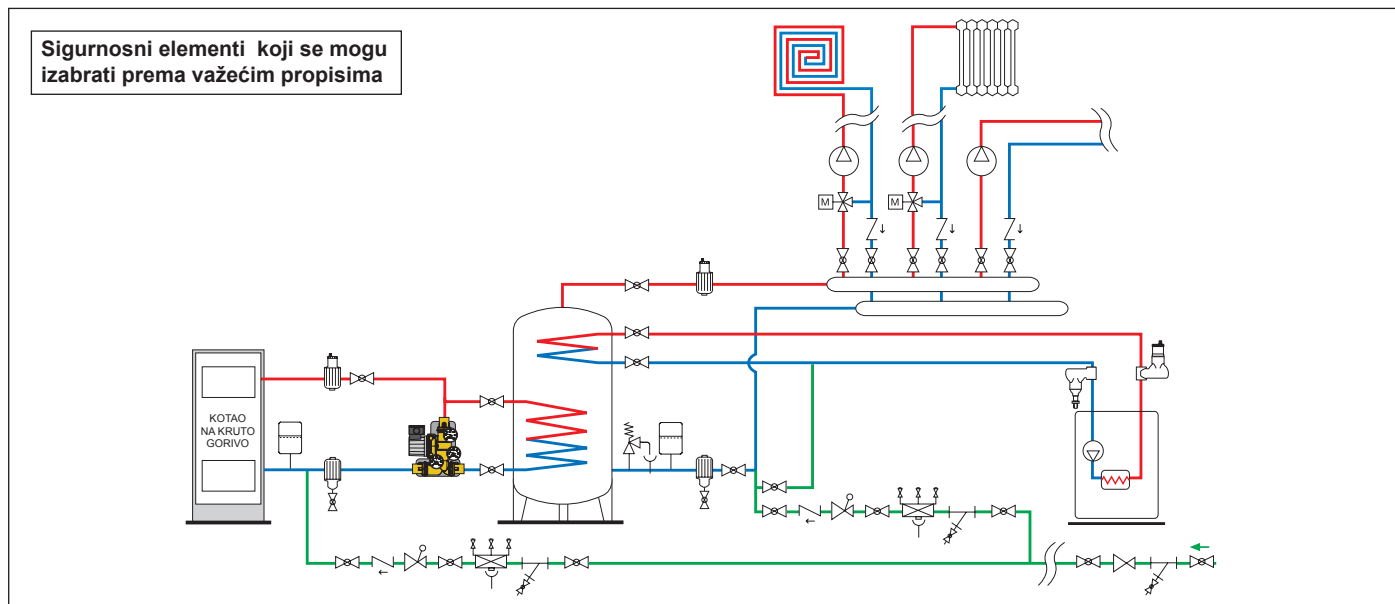 Sigurnosni elementi koji se mogu
izabrati prema važećim propisima
M
M
KOTAO
NA KRUTO
GORIVO